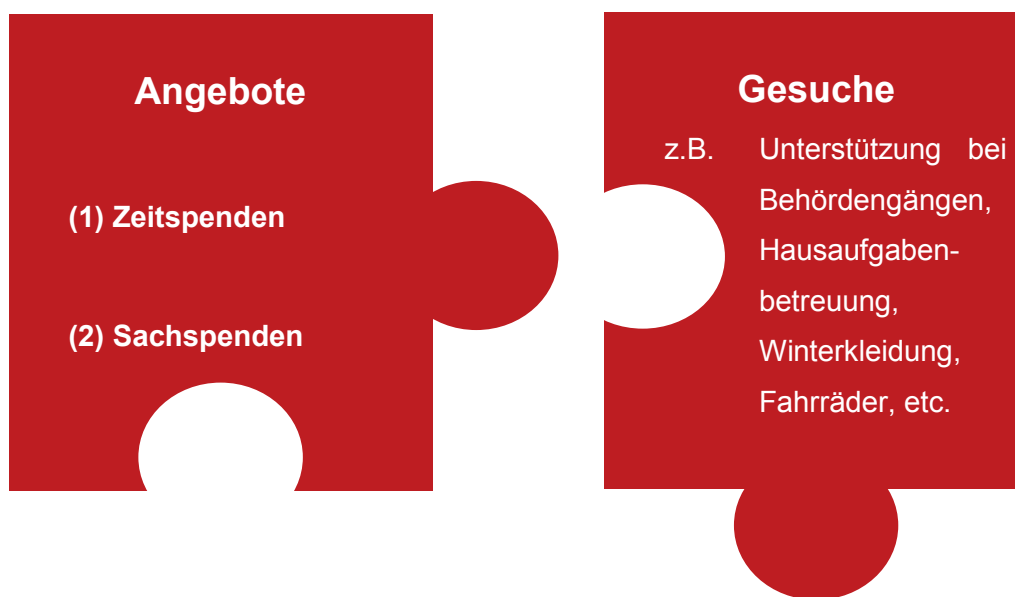 Angebote
(1) Zeitspenden
(2) Sachspenden
Gesuche
z.B. Unterstützung bei
Behördengängen,
Hausaufgaben-
betreuung,
Winterkleidung,
Fahrräder, etc.